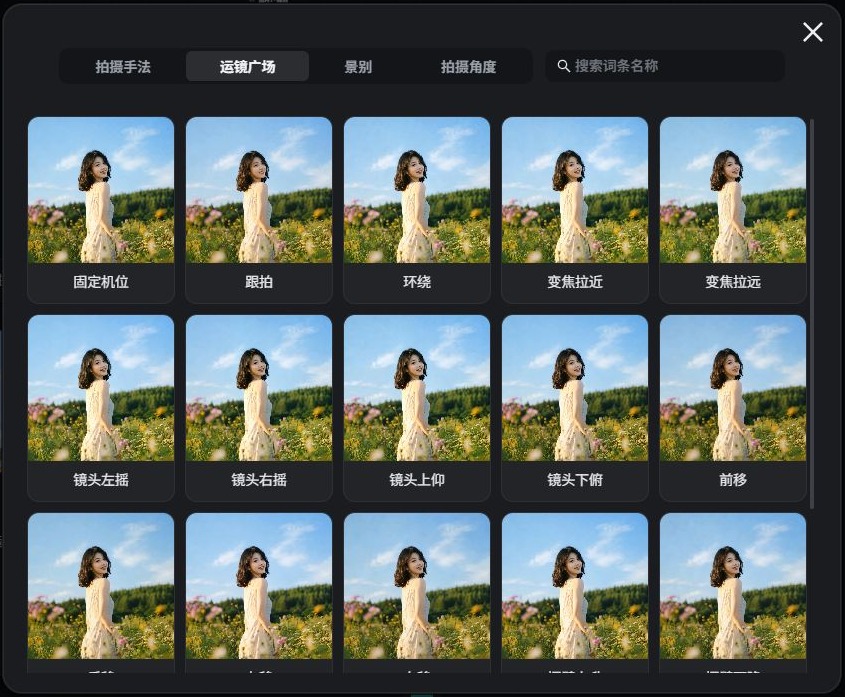 拍摄手法 运镜广场 景别 拍摄角度 搜索词条名称
固定机位 跟拍 环绕 变焦拉近 变焦拉远
镜头左摇 镜头右摇 镜头上仰 镜头下俯 前移